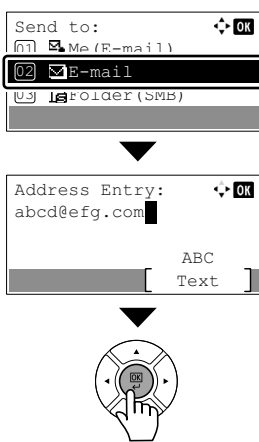 Send to: OK
01 Me(E-mail)
02 E-mail
03 Folder(SMB)
Address Entry: OK
abcd@efg.com
ABC
[ Text ]
OK